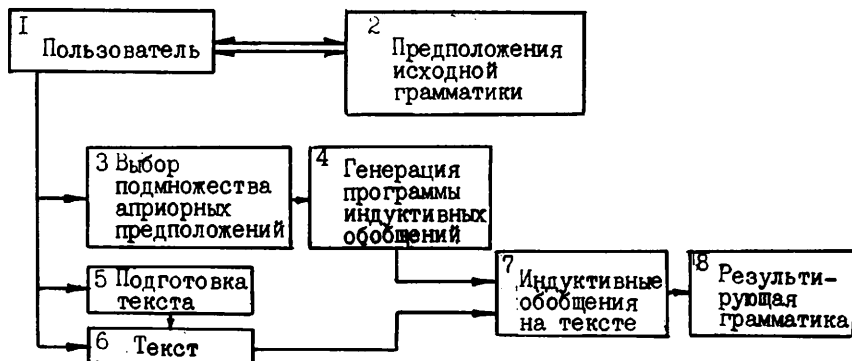 1
Пользователь
2
Предположения
исходной
грамматики
3 Выбор
подмножества
априорных
предположений
4
Генерация
программы
индуктивных
обобщений
5 Подготовка
текста
6
Текст
7
Индуктивные
обобщения
на тексте
8
Результи-
рующая
грамматика